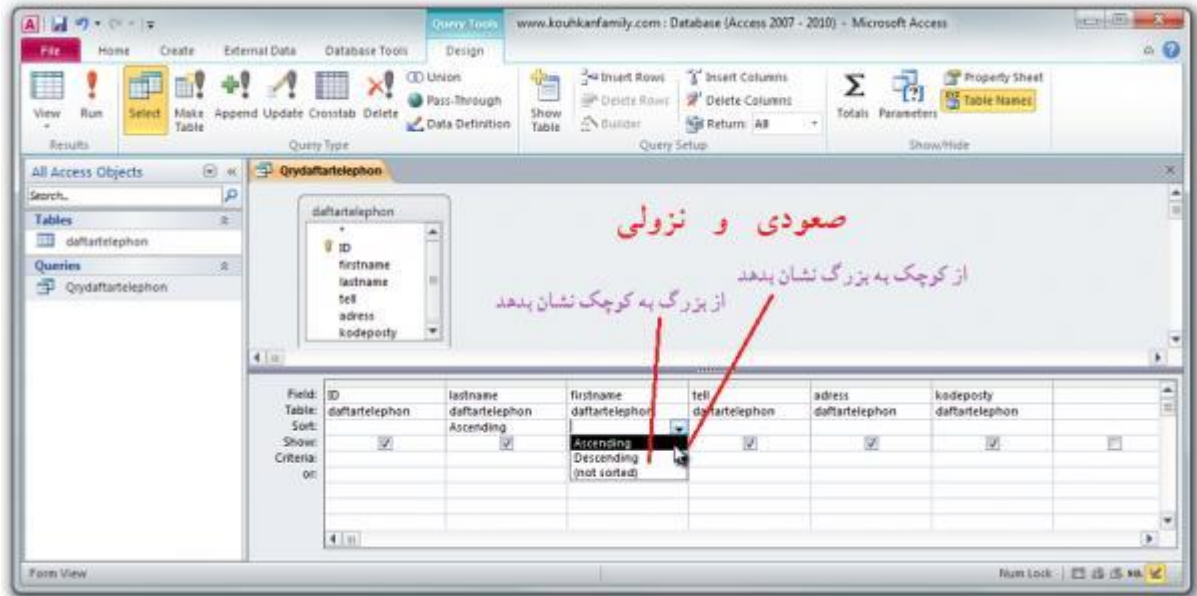 Query Tools
www.kouhkanfamily.com : Database (Access 2007 - 2010) - Microsoft Access
File Home Create External Data Database Tools Design
View Run Select Make Table Append Update Crosstab Delete
Union
Pass-Through
Data Definition
Show Table
Insert Rows
Delete Rows
Builder
Insert Columns
Delete Columns
Return: All
Totals Parameters
Property Sheet
Table Names
Results Query Type Query Setup Show/Hide
All Access Objects
Search..
Tables
daftartelephon
Queries
Qrydaftartelephon
Qrydaftartelephon
daftartelephon
*
ID
firstname
lastname
tell
adress
kodeposty
صعودی و نزولی
از کوچک به بزرگ نشان بدهد
از بزرگ به کوچک نشان بدهد
Field: ID lastname firstname tell adress kodeposty
Table: daftartelephon daftartelephon daftartelephon daftartelephon daftartelephon daftartelephon
Sort: Ascending
Show:
Criteria:
or:
Ascending
Descending
(not sorted)
Form View
Num Lock
SQL